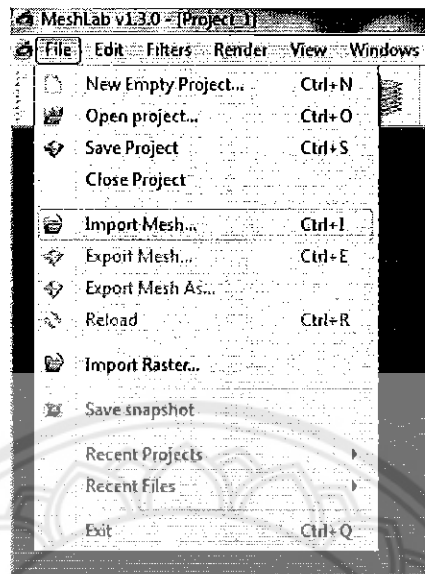 MeshLab v1.3.0 - [Project_1]
File Edit Filters Render View Windows
New Empty Project... Ctrl+N
Open project... Ctrl+O
Save Project Ctrl+S
Close Project
Import Mesh... Ctrl+I
Export Mesh... Ctrl+E
Export Mesh As...
Reload Ctrl+R
Import Raster...
Save snapshot
Recent Projects
Recent Files
Exit Ctrl+Q